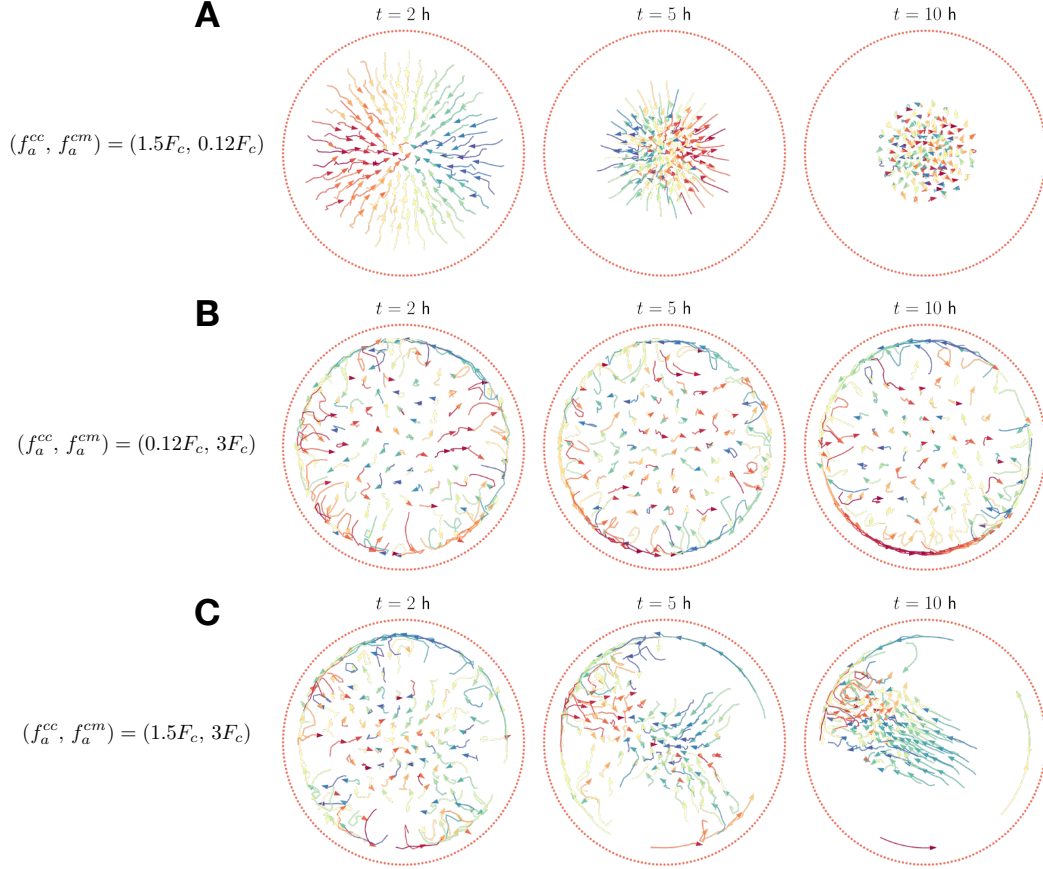 A
t = 2 h
t = 5 h
t = 10 h
(f_a^{cc}, f_a^{cm}) = (1.5F_c, 0.12F_c)
B
t = 2 h
t = 5 h
t = 10 h
(f_a^{cc}, f_a^{cm}) = (0.12F_c, 3F_c)
C
t = 2 h
t = 5 h
t = 10 h
(f_a^{cc}, f_a^{cm}) = (1.5F_c, 3F_c)